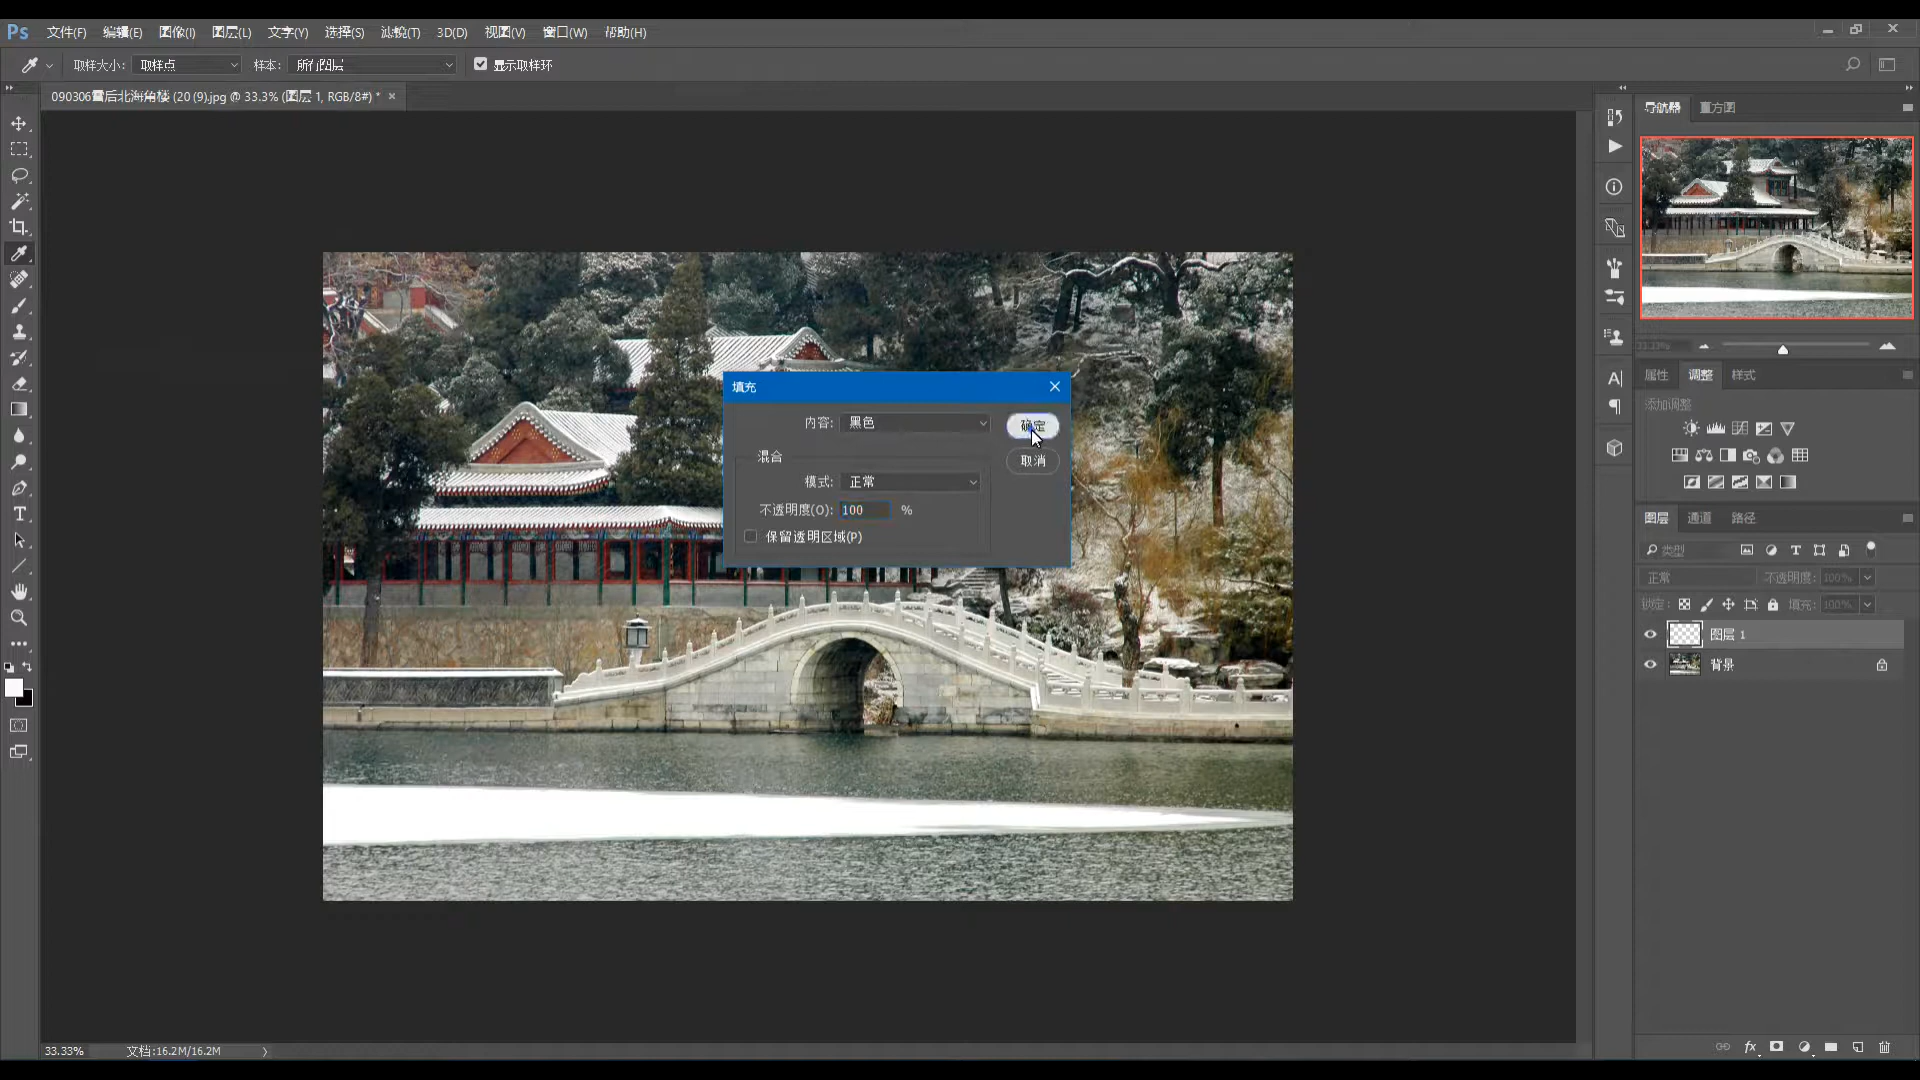 Ps 文件(F) 编辑(E) 图像(I) 图层(L) 文字(Y) 选择(S) 滤镜(T) 3D(D) 视图(V) 窗口(W) 帮助(H)
取样大小: 取样点 样本: 所有图层 显示取样环
090306雪后北海角楼 (20 (9).jpg @ 33.3% (图层 1, RGB/8#) * ×
导航器 直方图
33.33%
属性 调整 样式
添加调整
填充
内容: 黑色 确定
混合 取消
模式: 正常
不透明度(O): 100 %
保留透明区域(P)
图层 通道 路径
类型
正常 不透明度: 100%
锁定: 填充: 100%
图层 1
背景
33.33% 文档:16.2M/16.2M